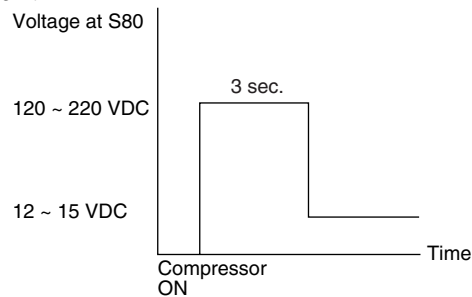 Voltage at S80
3 sec.
120 ~ 220 VDC
12 ~ 15 VDC
Time
Compressor
ON